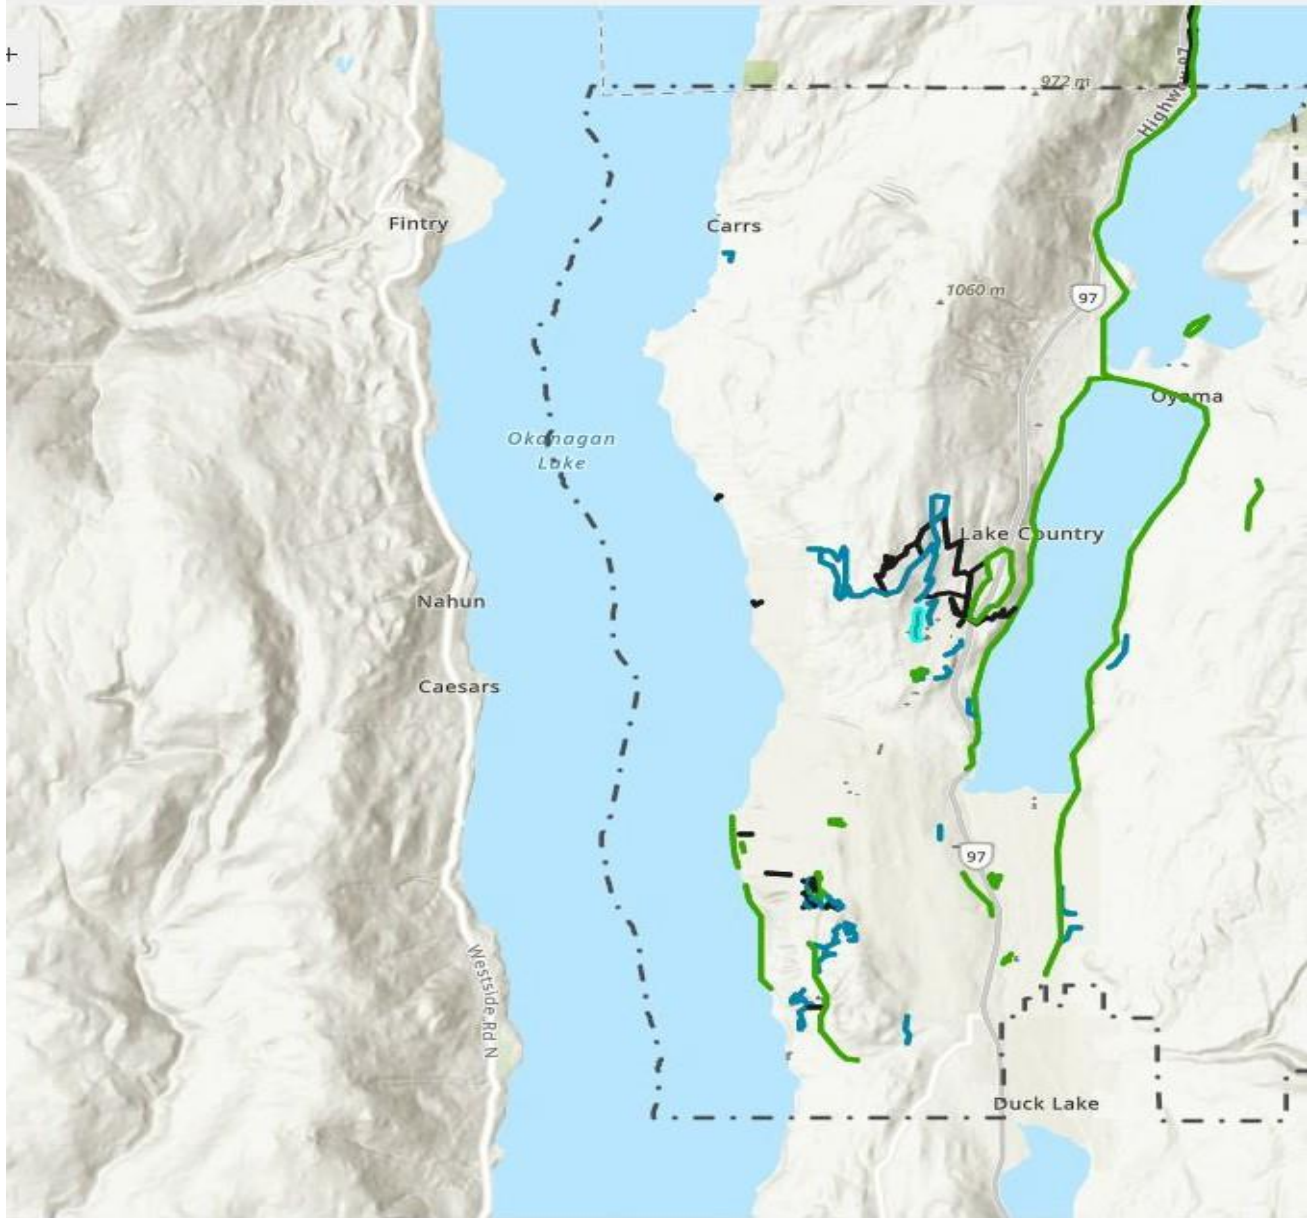 +
−
972 m
Highway 97
Fintry
Carrs
1060 m
97
Oyama
Okanagan
Lake
Lake Country
Nahun
Caesars
97
Westside Rd N
Duck Lake